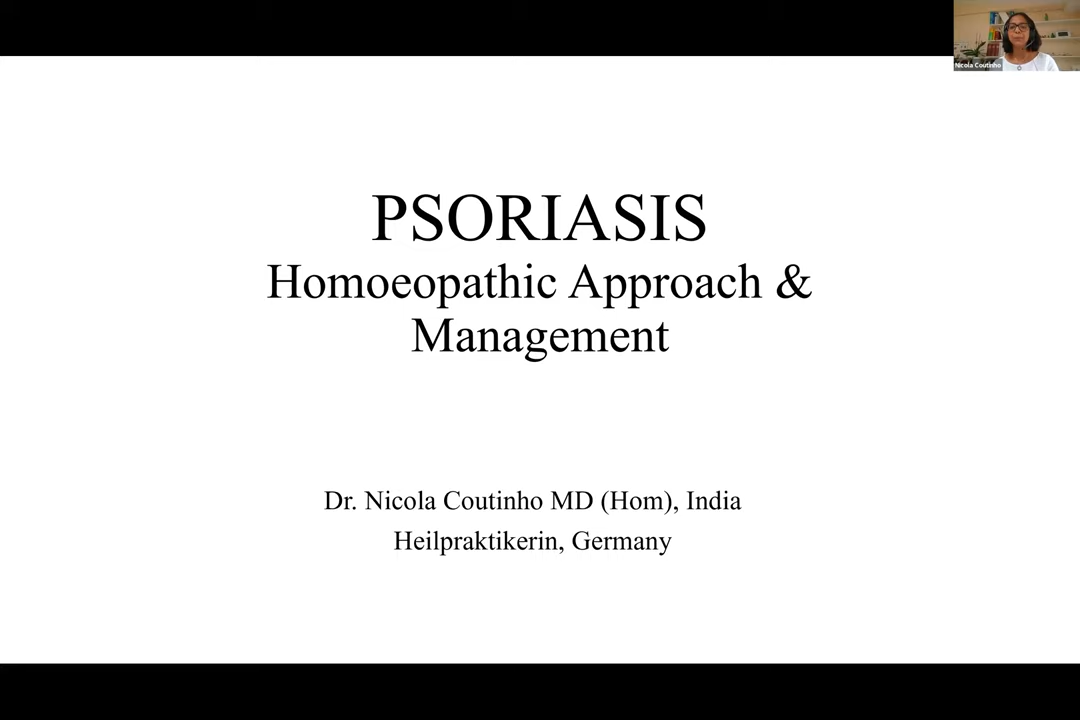 Nicola Coutinho
PSORIASIS
Homoeopathic Approach &
Management
Dr. Nicola Coutinho MD (Hom), India
Heilpraktikerin, Germany